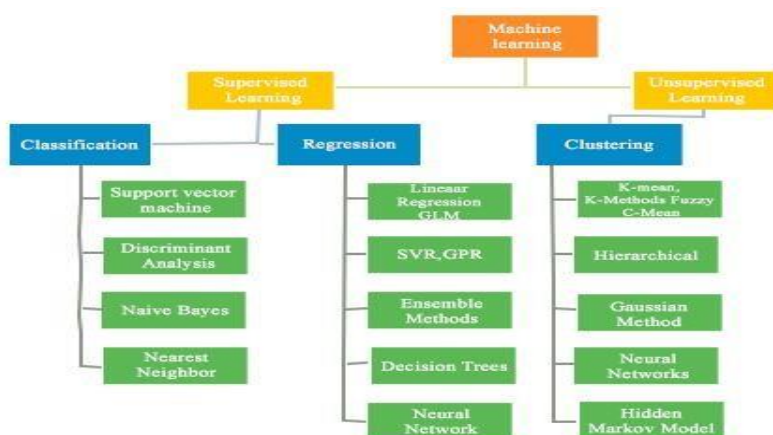 Machine
learning
Supervised
Learning
Unsupervised
Learning
Classification
Regression
Clustering
Support vector
machine
Discriminant
Analysis
Naive Bayes
Nearest
Neighbor
Lineaar
Regression
GLM
SVR,GPR
Ensemble
Methods
Decision Trees
Neural
Network
K-mean,
K-Methods Fuzzy
C-Mean
Hierarchical
Gaussian
Method
Neural
Networks
Hidden
Markov Model